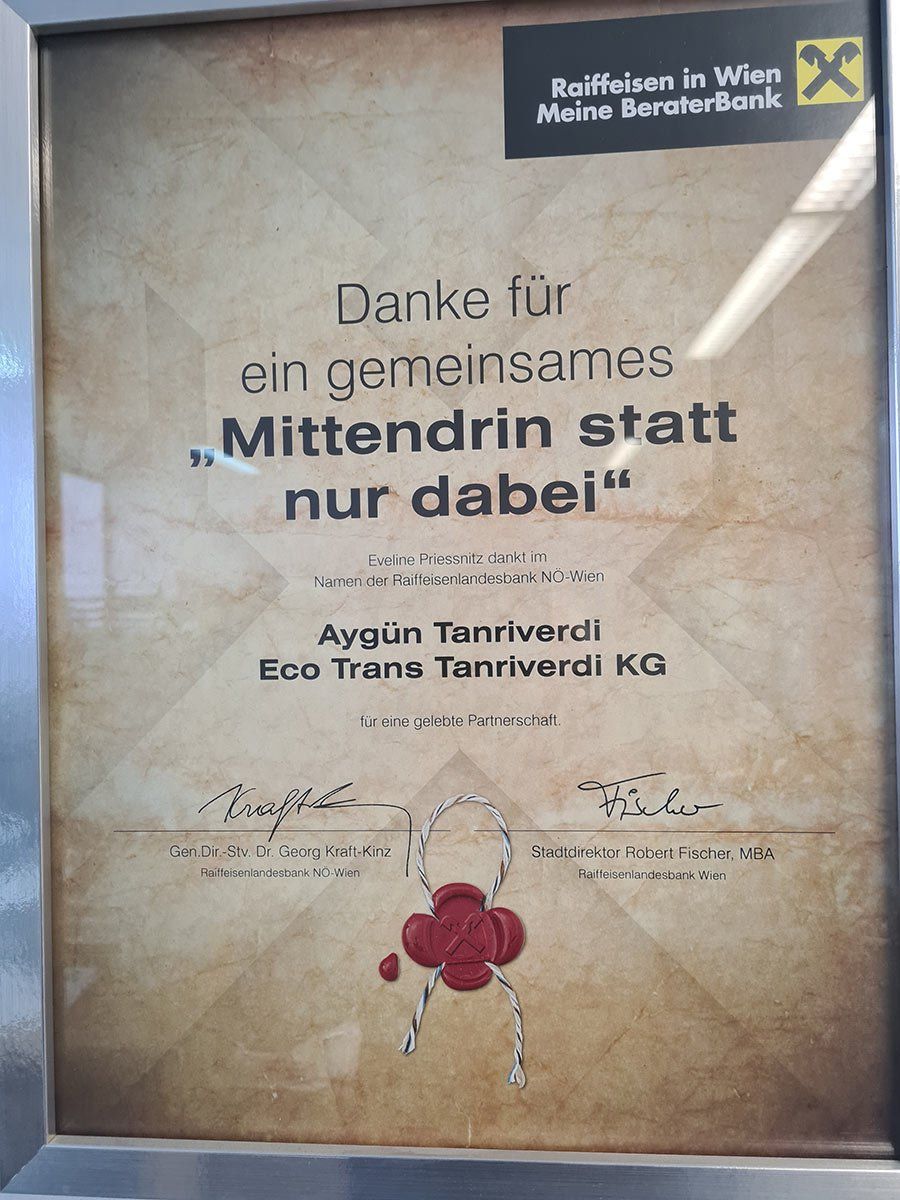 Raiffeisen in Wien
Meine BeraterBank
Danke für
ein gemeinsames
„Mittendrin statt
nur dabei“
Eveline Priessnitz dankt im
Namen der Raiffeisenlandesbank NÖ-Wien
Aygün Tanriverdi
Eco Trans Tanriverdi KG
für eine gelebte Partnerschaft.
Fischer
Gen.Dir.-Stv. Dr. Georg Kraft-Kinz
Raiffeisenlandesbank NÖ-Wien
Stadtdirektor Robert Fischer, MBA
Raiffeisenlandesbank Wien